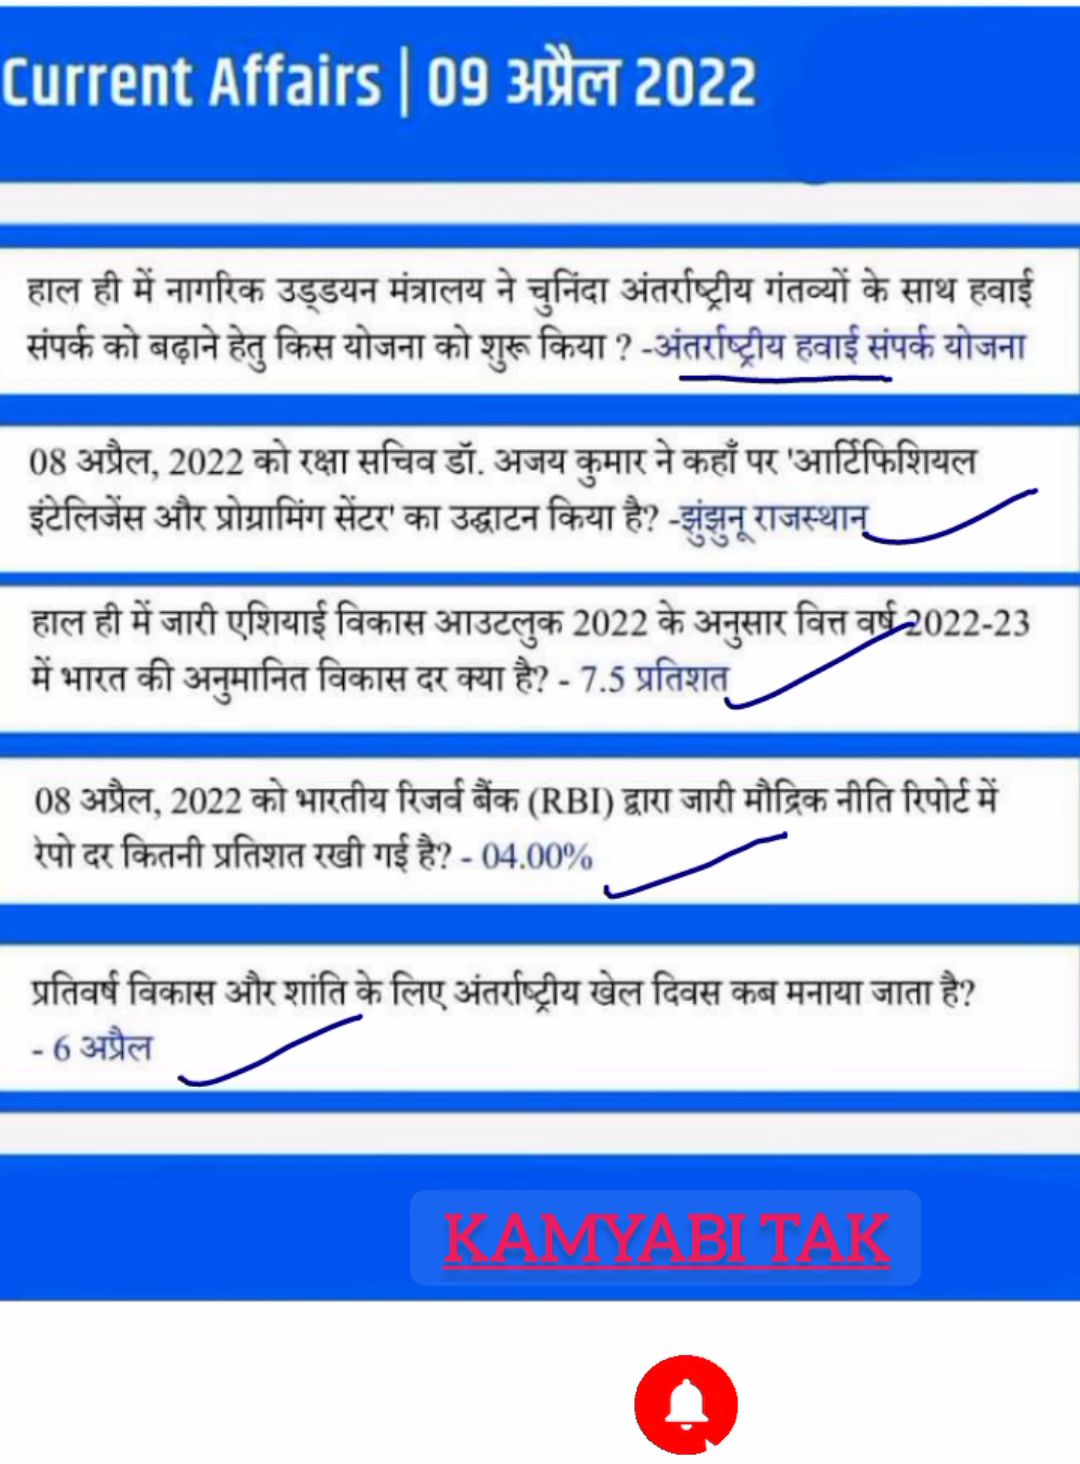 Current Affairs | 09 अप्रैल 2022
हाल ही में नागरिक उड्डयन मंत्रालय ने चुनिंदा अंतर्राष्ट्रीय गंतव्यों के साथ हवाई
संपर्क को बढ़ाने हेतु किस योजना को शुरू किया ? -अंतर्राष्ट्रीय हवाई संपर्क योजना
08 अप्रैल, 2022 को रक्षा सचिव डॉ. अजय कुमार ने कहाँ पर 'आर्टिफिशियल
इंटेलिजेंस और प्रोग्रामिंग सेंटर' का उद्घाटन किया है? -झुंझुनू राजस्थान
हाल ही में जारी एशियाई विकास आउटलुक 2022 के अनुसार वित्त वर्ष 2022-23
में भारत की अनुमानित विकास दर क्या है? - 7.5 प्रतिशत
08 अप्रैल, 2022 को भारतीय रिजर्व बैंक (RBI) द्वारा जारी मौद्रिक नीति रिपोर्ट में
रेपो दर कितनी प्रतिशत रखी गई है? - 04.00%
प्रतिवर्ष विकास और शांति के लिए अंतर्राष्ट्रीय खेल दिवस कब मनाया जाता है?
- 6 अप्रैल
KAMYABI TAK